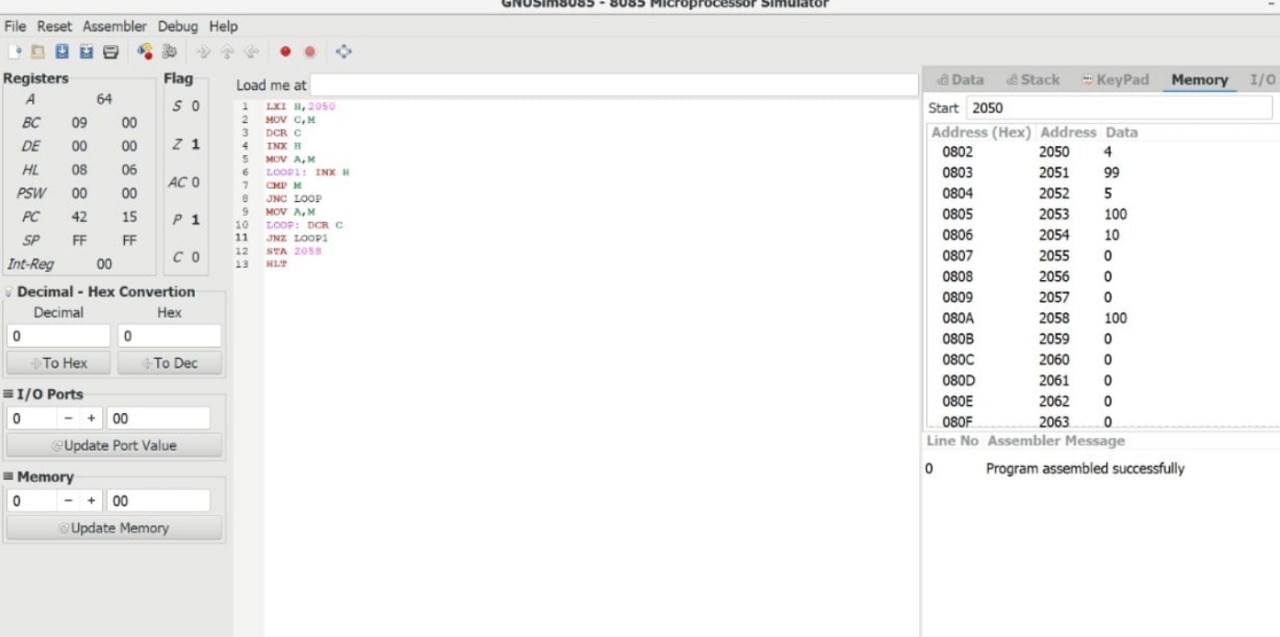 GNUSim8085 - 8085 Microprocessor Simulator
File Reset Assembler Debug Help
Registers
A 64
BC 09 00
DE 00 00
HL 08 06
PSW 00 00
PC 42 15
SP FF FF
Int-Reg 00
Flag
S 0
Z 1
AC 0
P 1
C 0
Decimal - Hex Convertion
Decimal Hex
0 0
To Hex To Dec
I/O Ports
0 - + 00
Update Port Value
Memory
0 - + 00
Update Memory
Load me at
1 LXI H,2050
2 MOV C,M
3 DCR C
4 INX H
5 MOV A,M
6 LOOP1: INX H
7 CMP M
8 JNC LOOP
9 MOV A,M
10 LOOP: DCR C
11 JNZ LOOP1
12 STA 2058
13 HLT
Data Stack KeyPad Memory I/O
Start 2050
Address (Hex) Address Data
0802 2050 4
0803 2051 99
0804 2052 5
0805 2053 100
0806 2054 10
0807 2055 0
0808 2056 0
0809 2057 0
080A 2058 100
080B 2059 0
080C 2060 0
080D 2061 0
080E 2062 0
080F 2063 0
Line No Assembler Message
0 Program assembled successfully